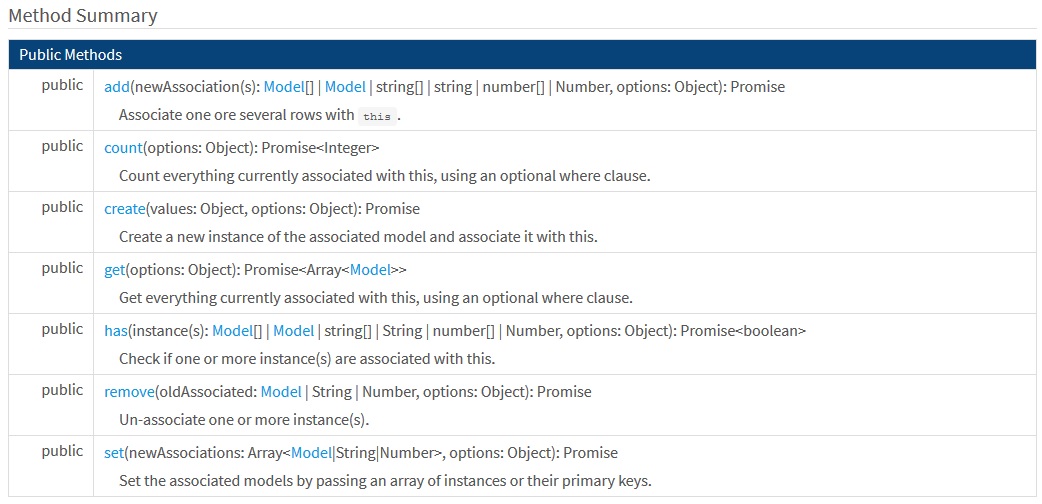 Method Summary
Public Methods
public add(newAssociation(s): Model[] | Model | string[] | string | number[] | Number, options: Object): Promise
Associate one ore several rows with this .
public count(options: Object): Promise<Integer>
Count everything currently associated with this, using an optional where clause.
public create(values: Object, options: Object): Promise
Create a new instance of the associated model and associate it with this.
public get(options: Object): Promise<Array<Model>>
Get everything currently associated with this, using an optional where clause.
public has(instance(s): Model[] | Model | string[] | String | number[] | Number, options: Object): Promise<boolean>
Check if one or more instance(s) are associated with this.
public remove(oldAssociated: Model | String | Number, options: Object): Promise
Un-associate one or more instance(s).
public set(newAssociations: Array<Model|String|Number>, options: Object): Promise
Set the associated models by passing an array of instances or their primary keys.